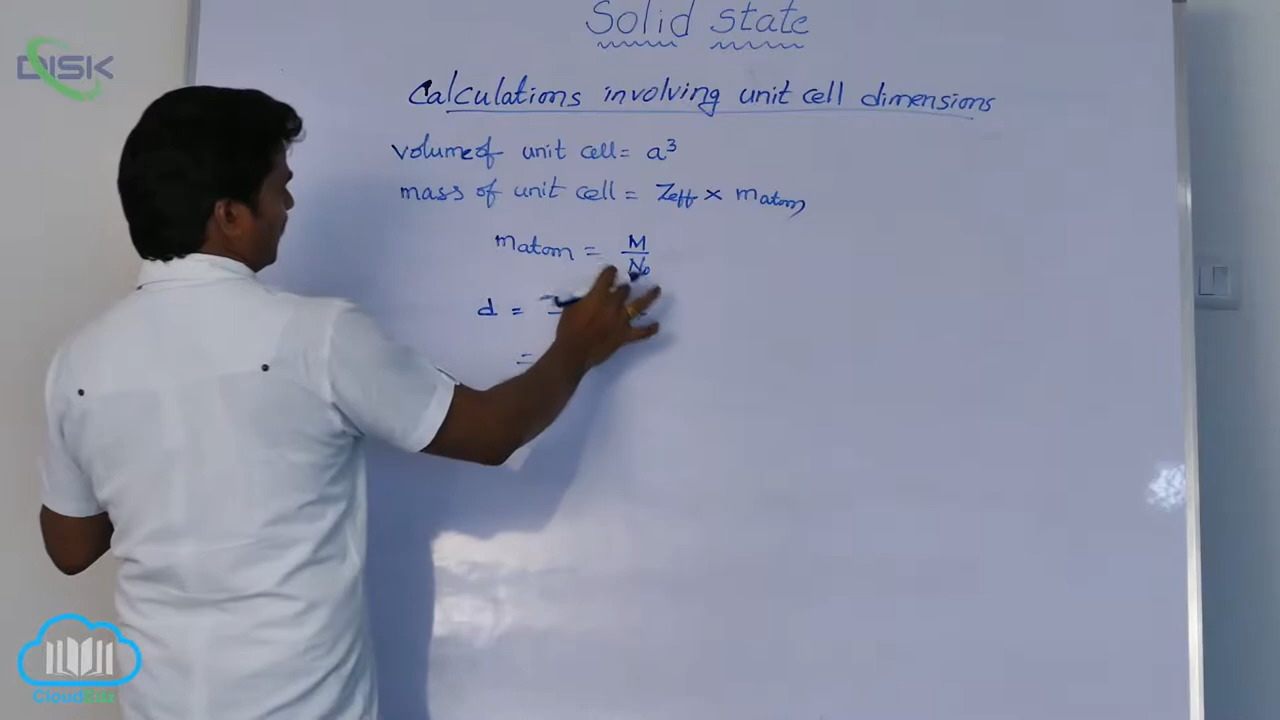 Solid state
DISK
Calculations involving unit cell dimensions
volume of unit cell = a³
mass of unit cell = Zeff × matom
matom = M/N₀
d =
=
CloudEdz